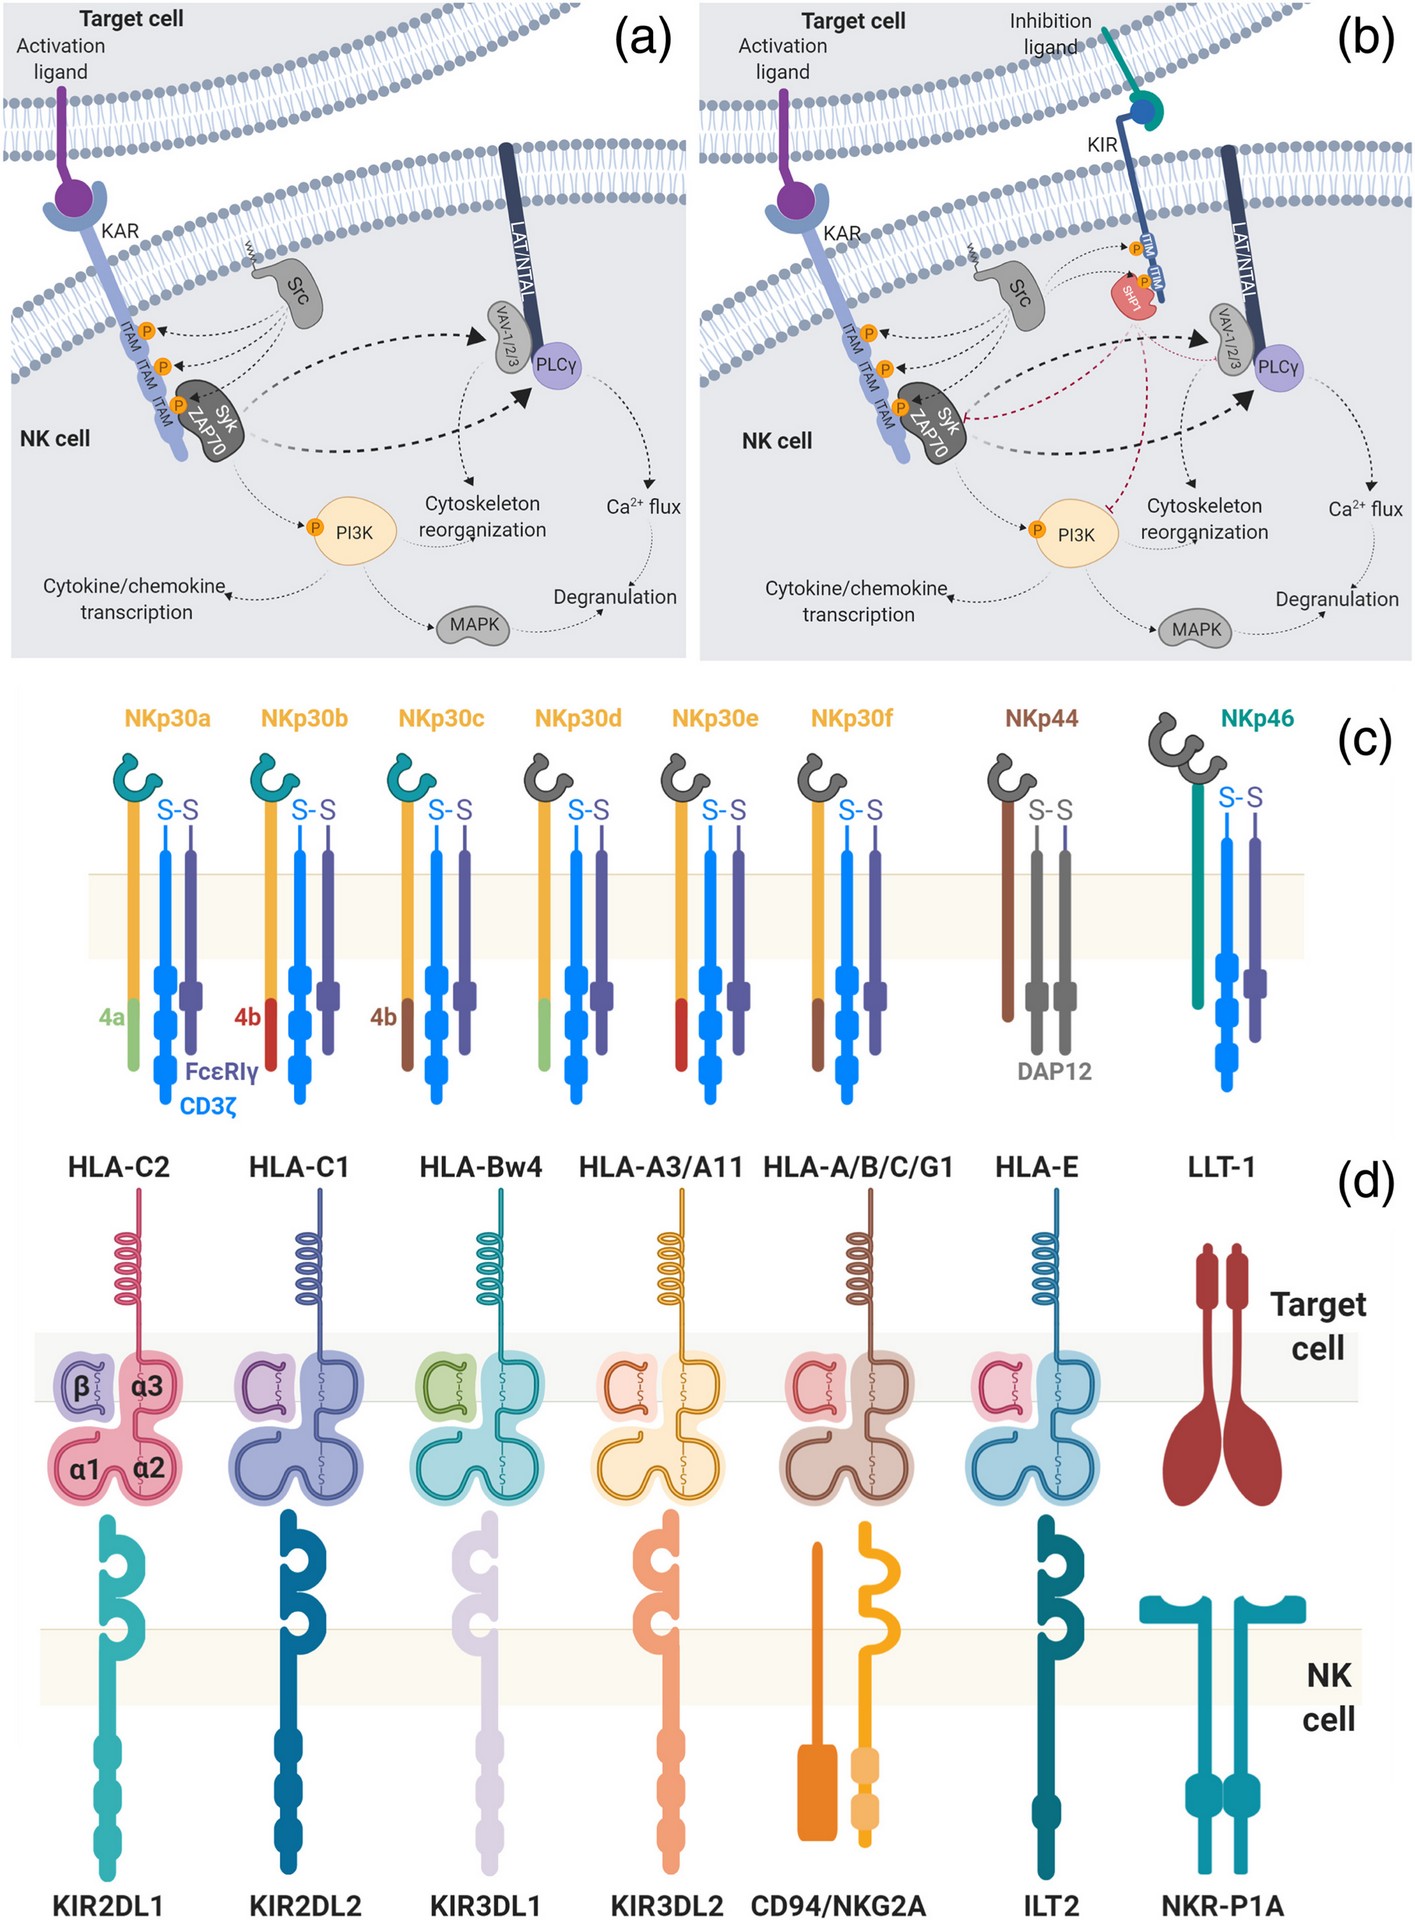 (a)
Target cell
Activation
ligand
KAR
Src
LAT/NTAL
VAV-1/2/3
PLCγ
ITAM
P
ITAM
P
ITAM
P
Syk
ZAP70
NK cell
P
PI3K
Cytoskeleton
reorganization
Ca²⁺ flux
Cytokine/chemokine
transcription
Degranulation
MAPK
(b)
Target cell
Activation
ligand
Inhibition
ligand
KIR
KAR
P
ITIM
P
ITIM
SHP1
Src
LAT/NTAL
VAV-1/2/3
PLCγ
ITAM
P
ITAM
P
ITAM
P
Syk
ZAP70
NK cell
P
PI3K
Cytoskeleton
reorganization
Ca²⁺ flux
Cytokine/chemokine
transcription
Degranulation
MAPK
(c)
NKp30a NKp30b NKp30c NKp30d NKp30e NKp30f NKp44 NKp46
S-S S-S S-S S-S S-S S-S S-S S-S
4a 4b 4b
FcεRIγ
CD3ζ
DAP12
(d)
HLA-C2 HLA-C1 HLA-Bw4 HLA-A3/A11 HLA-A/B/C/G1 HLA-E LLT-1
Target
cell
β α3
α1 α2
-S-S- -S-S- -S-S- -S-S- -S-S- -S-S-
NK
cell
KIR2DL1 KIR2DL2 KIR3DL1 KIR3DL2 CD94/NKG2A ILT2 NKR-P1A